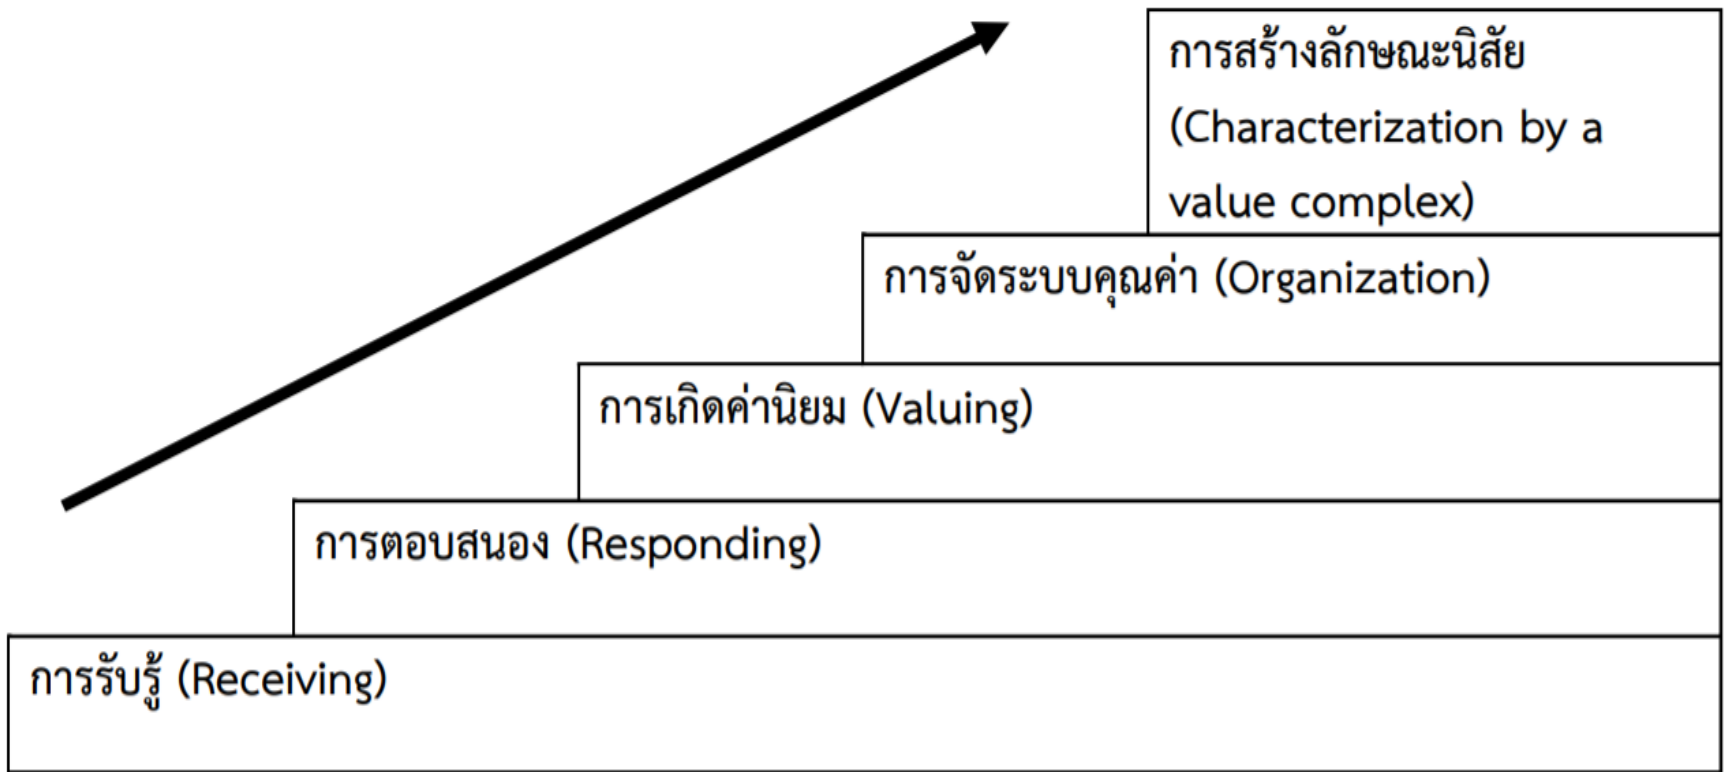 การสร้างลักษณะนิสัย
(Characterization by a
value complex)
การจัดระบบคุณค่า (Organization)
การเกิดค่านิยม (Valuing)
การตอบสนอง (Responding)
การรับรู้ (Receiving)